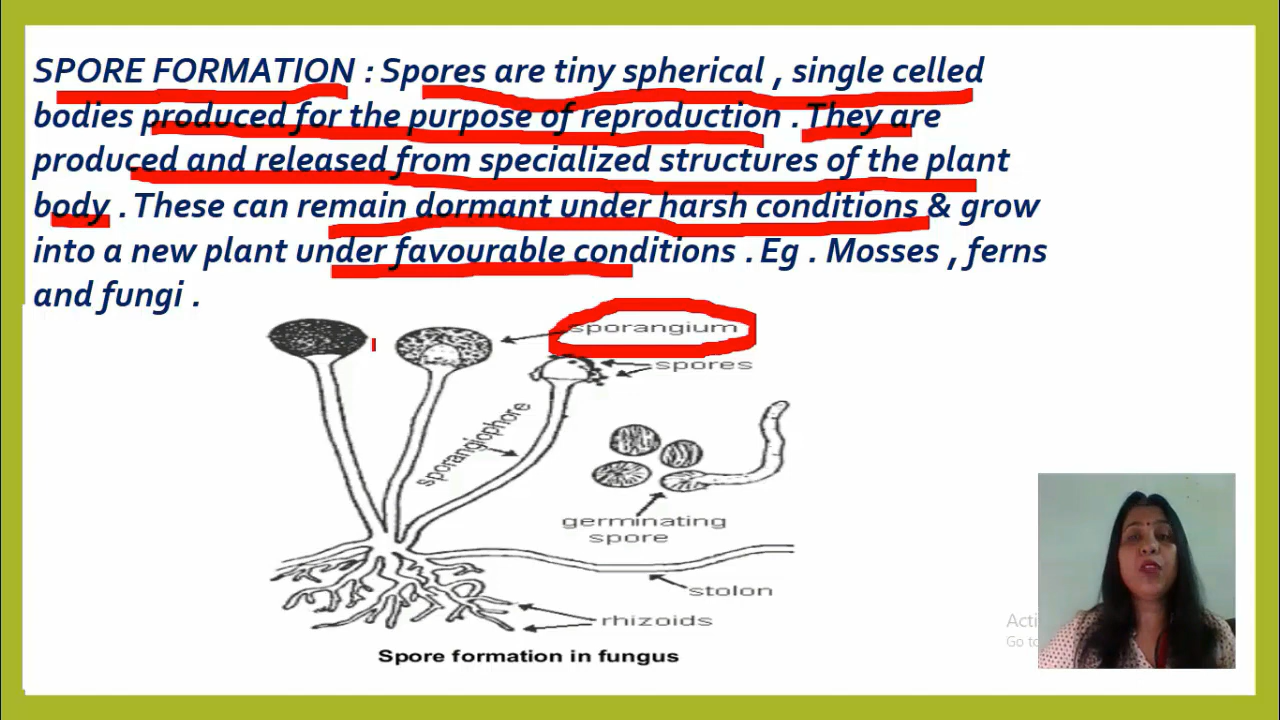 SPORE FORMATION : Spores are tiny spherical , single celled
bodies produced for the purpose of reproduction . They are
produced and released from specialized structures of the plant
body . These can remain dormant under harsh conditions & grow
into a new plant under favourable conditions . Eg . Mosses , ferns
and fungi .
sporangium
spores
sporangiophore
germinating
spore
stolon
rhizoids
Spore formation in fungus
Acti
Go to